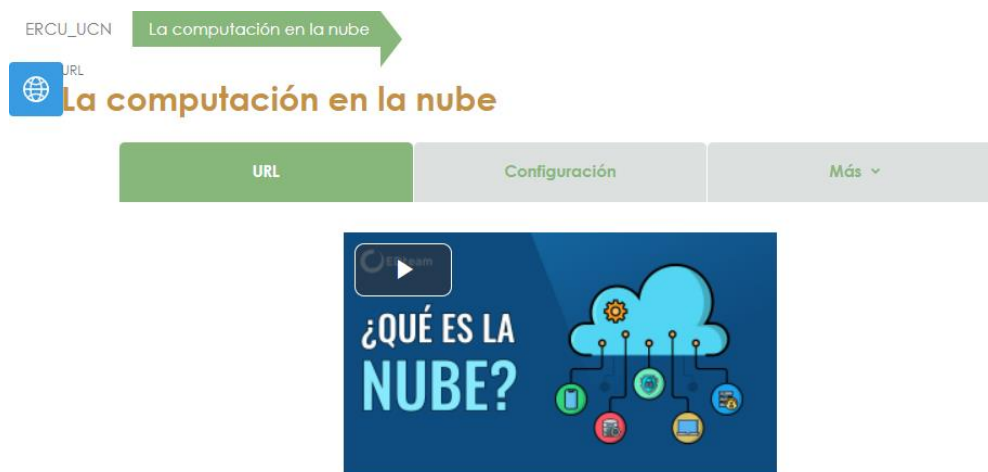 ERCU_UCN La computación en la nube
URL
La computación en la nube
URL Configuración Más
EDteam
¿QUÉ ES LA
NUBE?